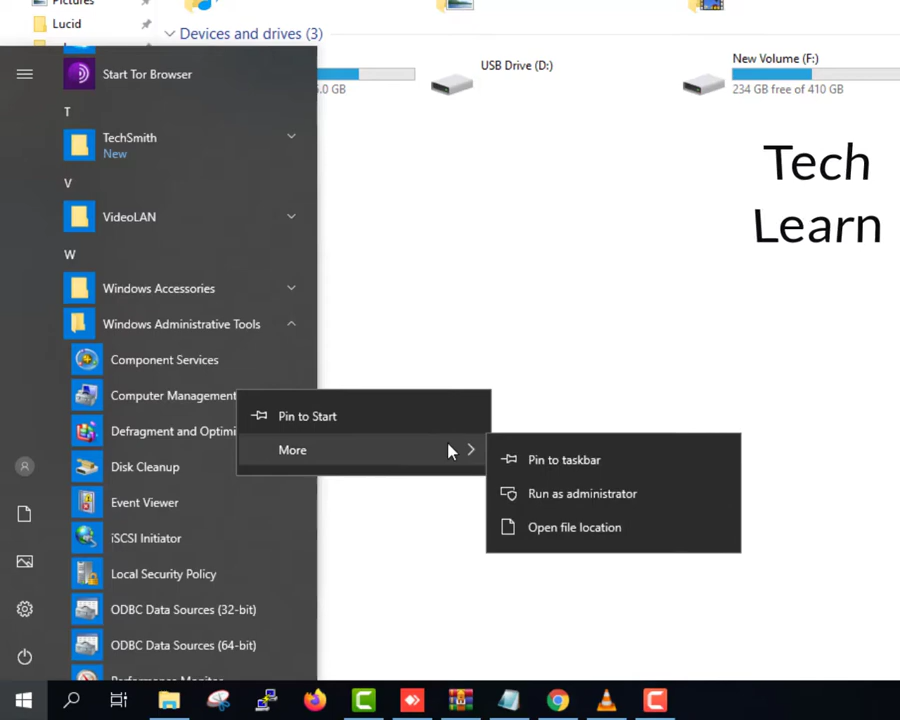 Pictures
Lucid
Devices and drives (3)
USB Drive (D:)
New Volume (F:)
234 GB free of 410 GB
Start Tor Browser
T
TechSmith
New
V
VideoLAN
W
Windows Accessories
Windows Administrative Tools
Component Services
Computer Management
Defragment and Optimi
Disk Cleanup
Event Viewer
iSCSI Initiator
Local Security Policy
ODBC Data Sources (32-bit)
ODBC Data Sources (64-bit)
Performance Monitor
Pin to Start
More
Pin to taskbar
Run as administrator
Open file location
Tech
Learn